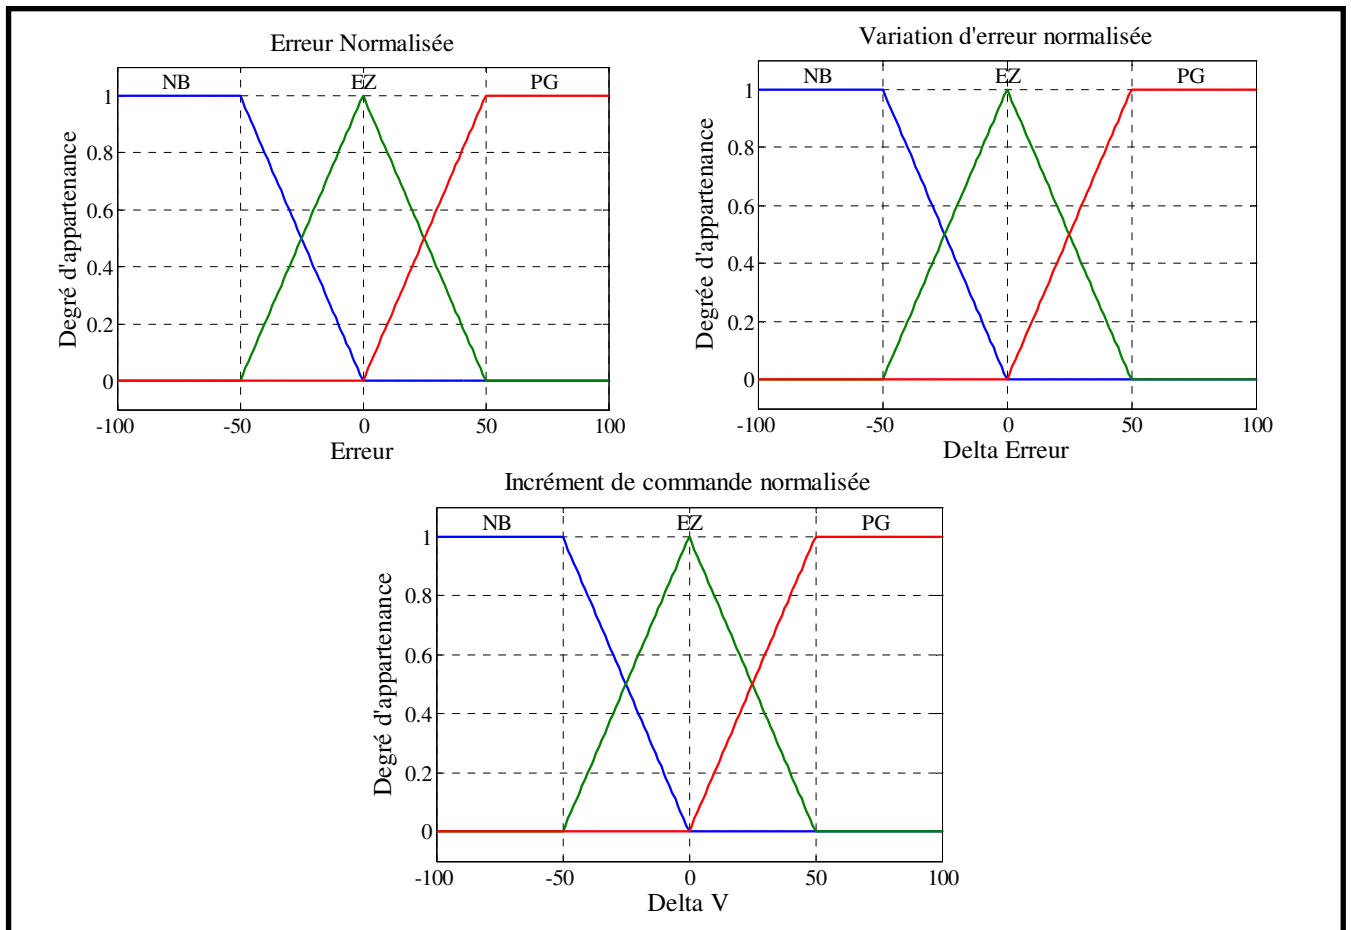 Erreur Normalisée
NB EZ PG
1
0.8
0.6
0.4
0.2
0
Degré d'appartenance
-100 -50 0 50 100
Erreur
Variation d'erreur normalisée
NB EZ PG
1
0.8
0.6
0.4
0.2
0
Degrée d'appartenance
-100 -50 0 50 100
Delta Erreur
Incrément de commande normalisée
NB EZ PG
1
0.8
0.6
0.4
0.2
0
Degré d'appartenance
-100 -50 0 50 100
Delta V